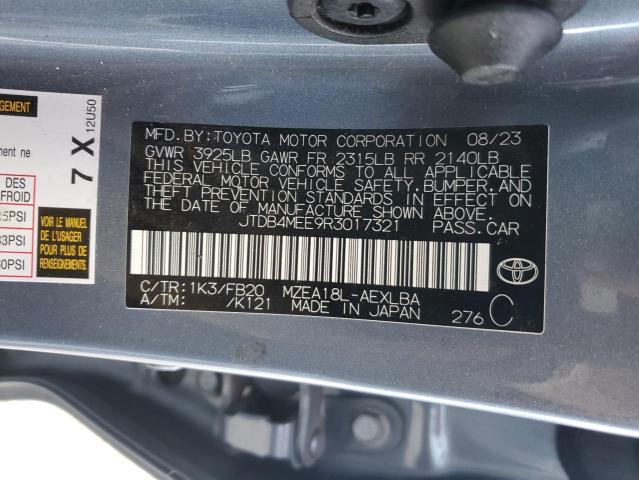 GEMENT
ment ne
DES
FROID
5PSI
33PSI
0PSI
VOIR LE
MANUEL
DE L'USAGER
POUR PLUS DE
RENSEIGNEMENTS
7 X
12U50
MFD.BY:TOYOTA MOTOR CORPORATION 08/23
GVWR 3925LB GAWR FR 2315LB RR 2140LB
THIS VEHICLE CONFORMS TO ALL APPLICABLE
FEDERAL MOTOR VEHICLE SAFETY, BUMPER, AND
THEFT PREVENTION STANDARDS IN EFFECT ON
THE DATE OF MANUFACTURE SHOWN ABOVE.
JTDB4MEE9R3017321 PASS.CAR
C/TR:1K3/FB20 MZEA18L-AEXLBA
A/TM: /K121 MADE IN JAPAN
276 C
TOYOTA